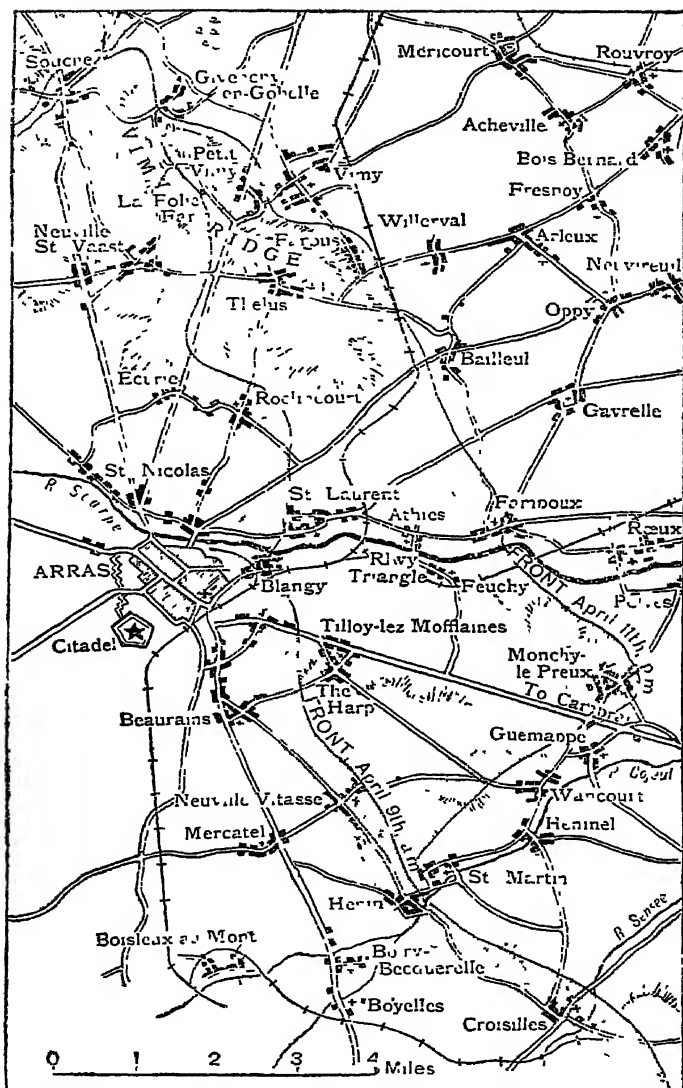 Méricourt
Rouvroy
Souchez
Givenchy
en-Gohelle
Acheville
VIMY
Bois Bernard
Petit
Vimy
Vimy
Fresnoy
La Folie
Far
RIDGE
Willerval
Neuville
St Vaast
Farbus
Arleux
Neuvireuil
Thelus
Oppy
Bailleul
Ecurie
Roclincourt
Gavrelle
St Nicolas
R Scarpe
St Laurent
Athies
Fampoux
Rœux
ARRAS
Blangy
Rlwy
Triangle
Feuchy
Pelves
Citadel
Tilloy-lez Mofflaines
FRONT April 11th, p.m
Monchy-
le Preux
The
Harp
To Cambrai
Beaurains
FRONT April 9th, a.m
Guemappe
R Cojeul
Neuville Vitasse
Wancourt
Mercatel
Heninel
St Martin
Henin
R Sensee
Boisleux au Mont
Boiry-
Becquerelle
Boyelles
Croisilles
0 1 2 3 4
Miles